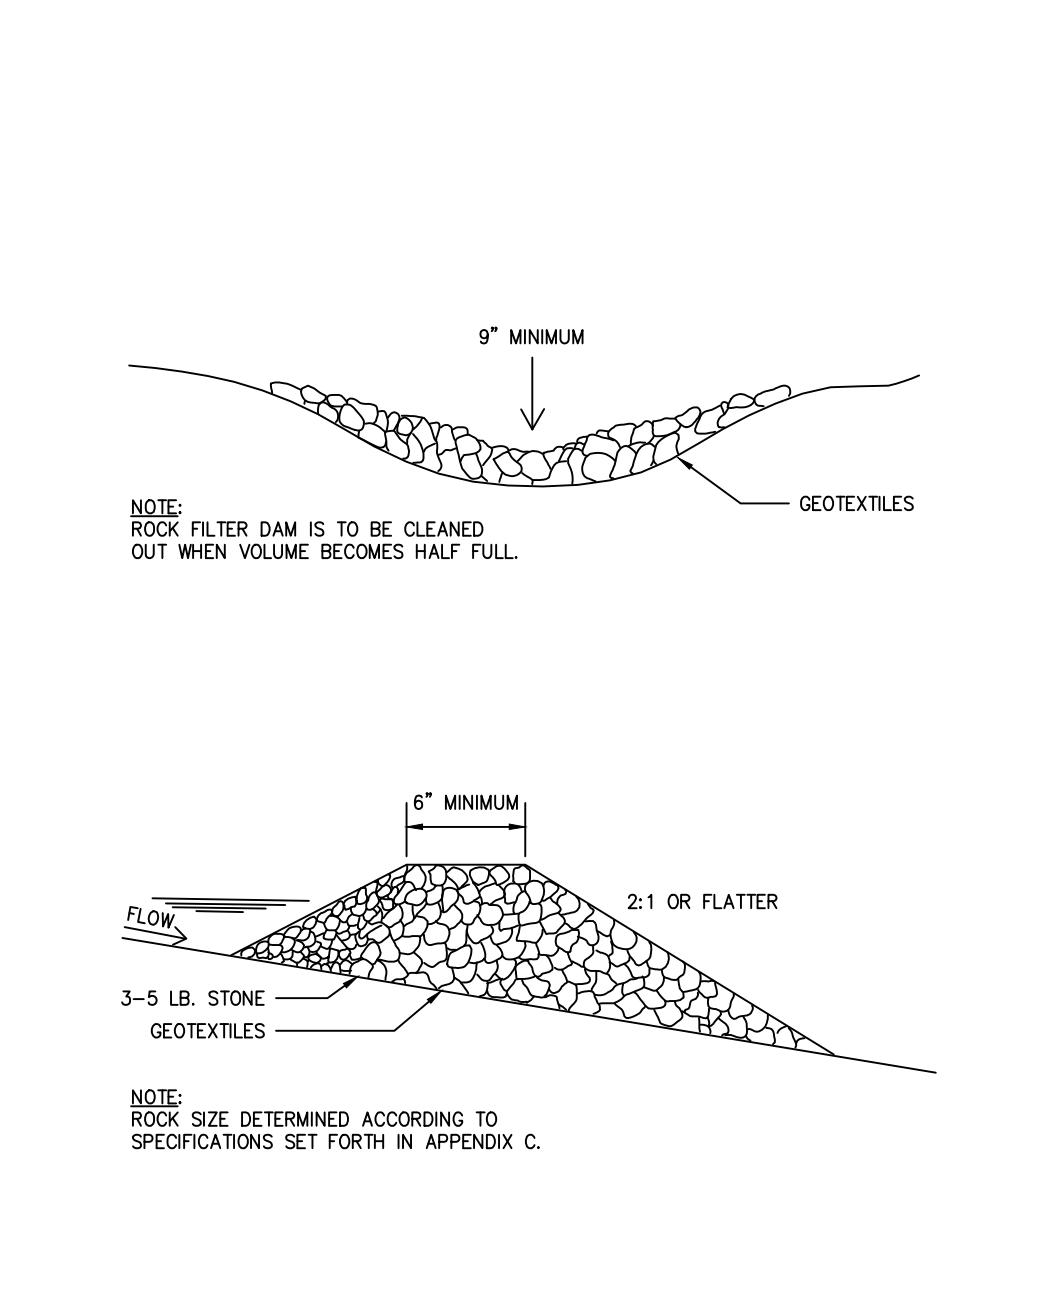 9” MINIMUM
GEOTEXTILES
NOTE:
ROCK FILTER DAM IS TO BE CLEANED
OUT WHEN VOLUME BECOMES HALF FULL.
6” MINIMUM
2:1 OR FLATTER
FLOW
3–5 LB. STONE
GEOTEXTILES
NOTE:
ROCK SIZE DETERMINED ACCORDING TO
SPECIFICATIONS SET FORTH IN APPENDIX C.